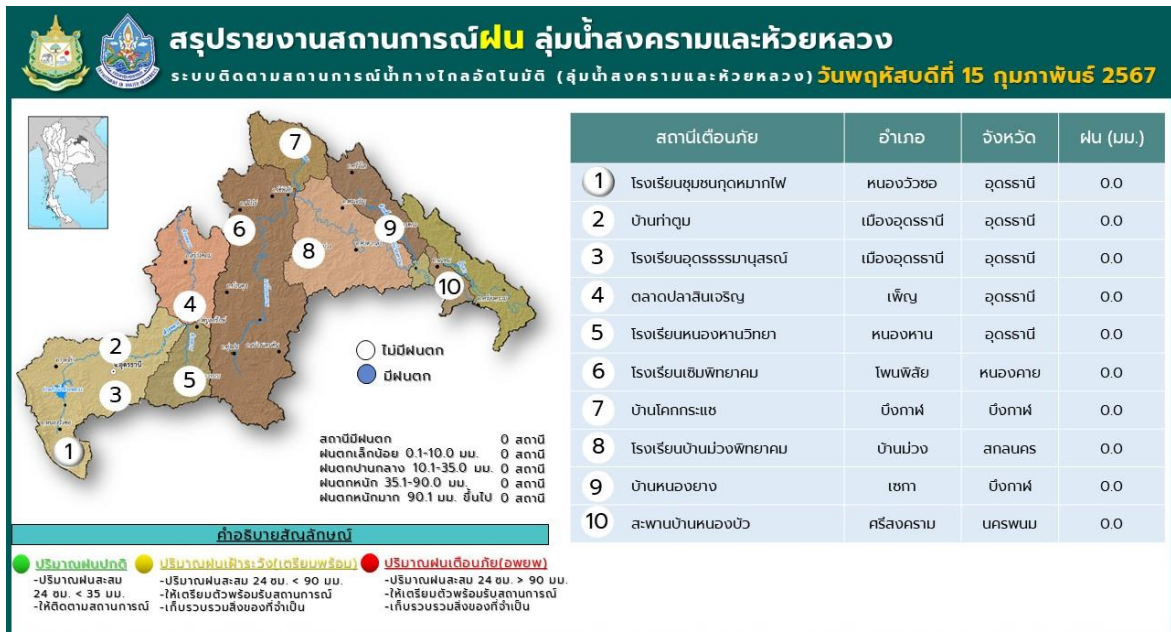 สรุปรายงานสถานการณ์ฝน ลุ่มน้ำสงครามและห้วยหลวง
ระบบติดตามสถานการณ์น้ำทางไกลอัตโนมัติ (ลุ่มน้ำสงครามและห้วยหลวง) วันพฤหัสบดีที่ 15 กุมภาพันธ์ 2567
7
6
9
8
10
4
2
5
3
1
อุดรธานี
ไม่มีฝนตก
มีฝนตก
สถานีมีฝนตก 0 สถานี
ฝนตกเล็กน้อย 0.1-10.0 มม. 0 สถานี
ฝนตกปานกลาง 10.1-35.0 มม. 0 สถานี
ฝนตกหนัก 35.1-90.0 มม. 0 สถานี
ฝนตกหนักมาก 90.1 มม. ขึ้นไป 0 สถานี
สถานีเตือนภัย อำเภอ จังหวัด ฝน (มม.)
1 โรงเรียนชุมชนกุดหมากไฟ หนองวัวซอ อุดรธานี 0.0
2 บ้านท่าตูม เมืองอุดรธานี อุดรธานี 0.0
3 โรงเรียนอุดรธรรมานุสรณ์ เมืองอุดรธานี อุดรธานี 0.0
4 ตลาดปลาสินเจริญ เพ็ญ อุดรธานี 0.0
5 โรงเรียนหนองหานวิทยา หนองหาน อุดรธานี 0.0
6 โรงเรียนเซิมพิทยาคม โพนพิสัย หนองคาย 0.0
7 บ้านโคกกระแซ บึงกาฬ บึงกาฬ 0.0
8 โรงเรียนบ้านม่วงพิทยาคม บ้านม่วง สกลนคร 0.0
9 บ้านหนองยาง เซกา บึงกาฬ 0.0
10 สะพานบ้านหนองบัว ศรีสงคราม นครพนม 0.0
คำอธิบายสัญลักษณ์
ปริมาณฝนปกติ
-ปริมาณฝนสะสม
24 ชม. < 35 มม.
-ให้ติดตามสถานการณ์
ปริมาณฝนเฝ้าระวัง(เตรียมพร้อม)
-ปริมาณฝนสะสม 24 ชม. < 90 มม.
-ให้เตรียมตัวพร้อมรับสถานการณ์
-เก็บรวบรวมสิ่งของที่จำเป็น
ปริมาณฝนเตือนภัย(อพยพ)
-ปริมาณฝนสะสม 24 ชม. > 90 มม.
-ให้เตรียมตัวพร้อมรับสถานการณ์
-เก็บรวบรวมสิ่งของที่จำเป็น